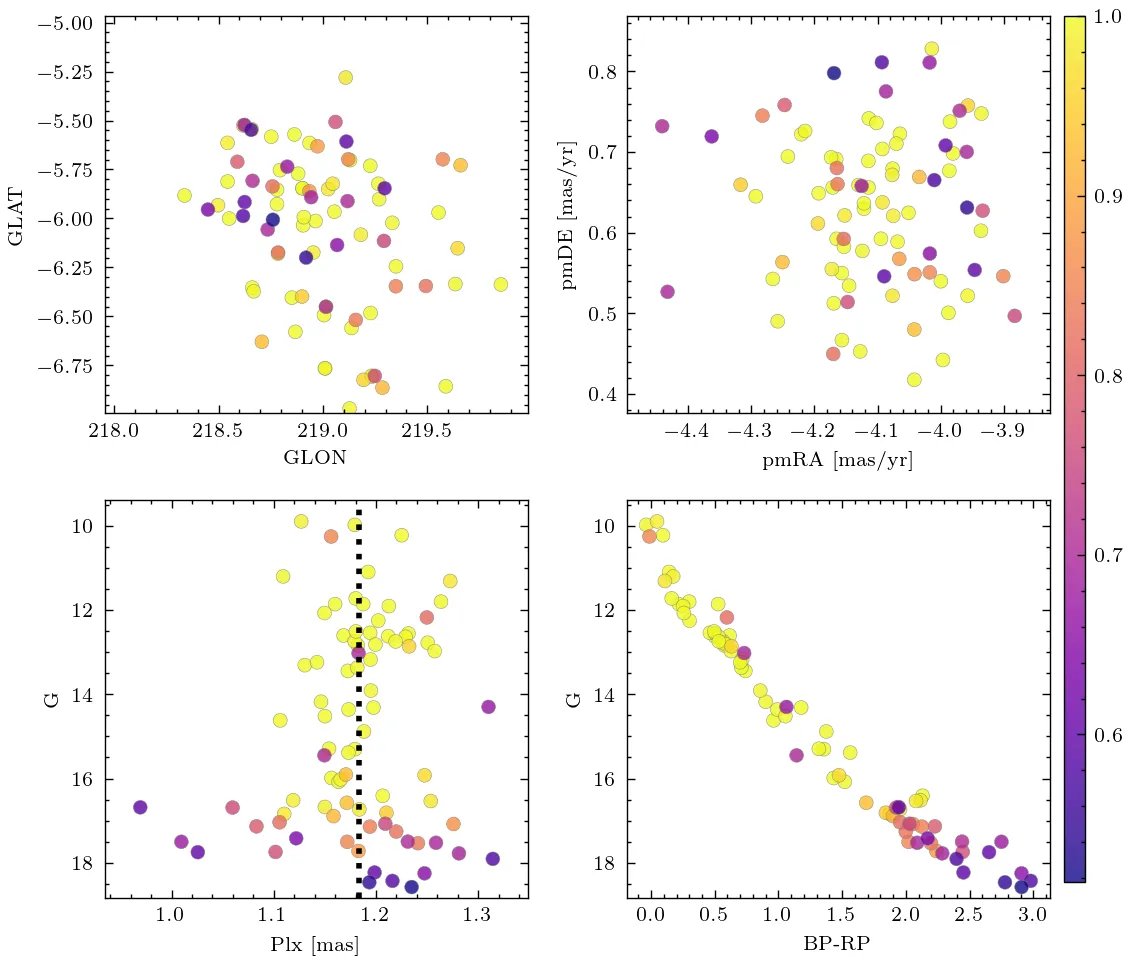 −5.00
−5.25
−5.50
−5.75
−6.00
−6.25
−6.50
−6.75
GLAT
218.0 218.5 219.0 219.5
GLON
0.8
0.7
0.6
0.5
0.4
pmDE [mas/yr]
−4.4 −4.3 −4.2 −4.1 −4.0 −3.9
pmRA [mas/yr]
1.0
0.9
0.8
0.7
0.6
10
12
14
16
18
G
1.0 1.1 1.2 1.3
Plx [mas]
10
12
14
16
18
G
0.0 0.5 1.0 1.5 2.0 2.5 3.0
BP-RP